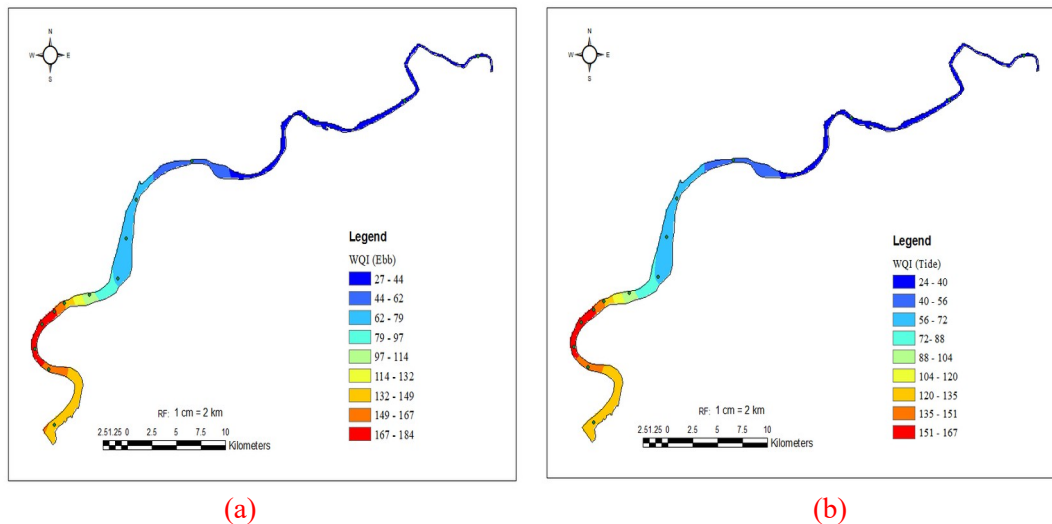 N
W E
S
Legend
WQI (Ebb)
27 - 44
44 - 62
62 - 79
79 - 97
97 - 114
114 - 132
132 - 149
149 - 167
167 - 184
RF: 1 cm = 2 km
2.51.25 0 2.5 5 7.5 10
Kilometers
(a)
N
W E
S
Legend
WQI (Tide)
24 - 40
40 - 56
56 - 72
72 - 88
88 - 104
104 - 120
120 - 135
135 - 151
151 - 167
RF: 1 cm = 2 km
2.51.25 0 2.5 5 7.5 10
Kilometers
(b)